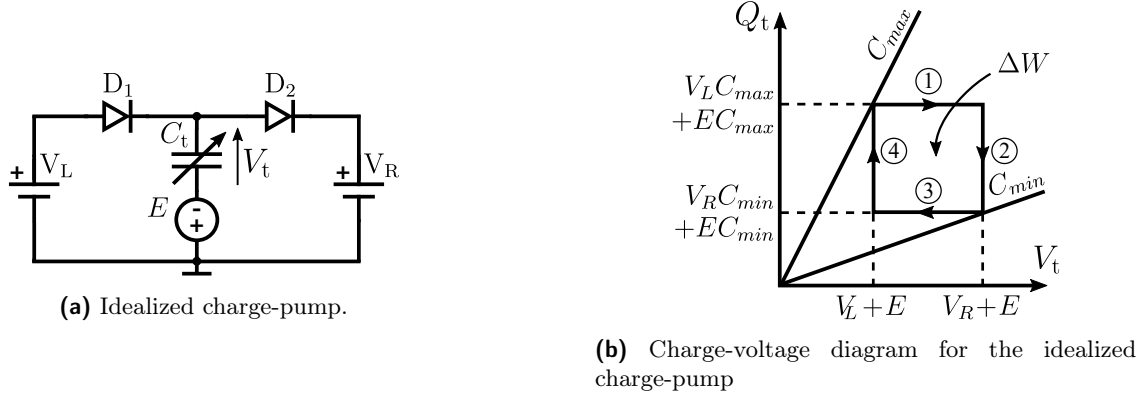 D1
D2
Ct
Vt
+
VL
+
VR
E
-
+
(a) Idealized charge-pump.
Qt
Cmax
VLCmax
+ECmax
1
ΔW
4
2
3
Cmin
VRCmin
+ECmin
Vt
VL+E
VR+E
(b) Charge-voltage diagram for the idealized
charge-pump